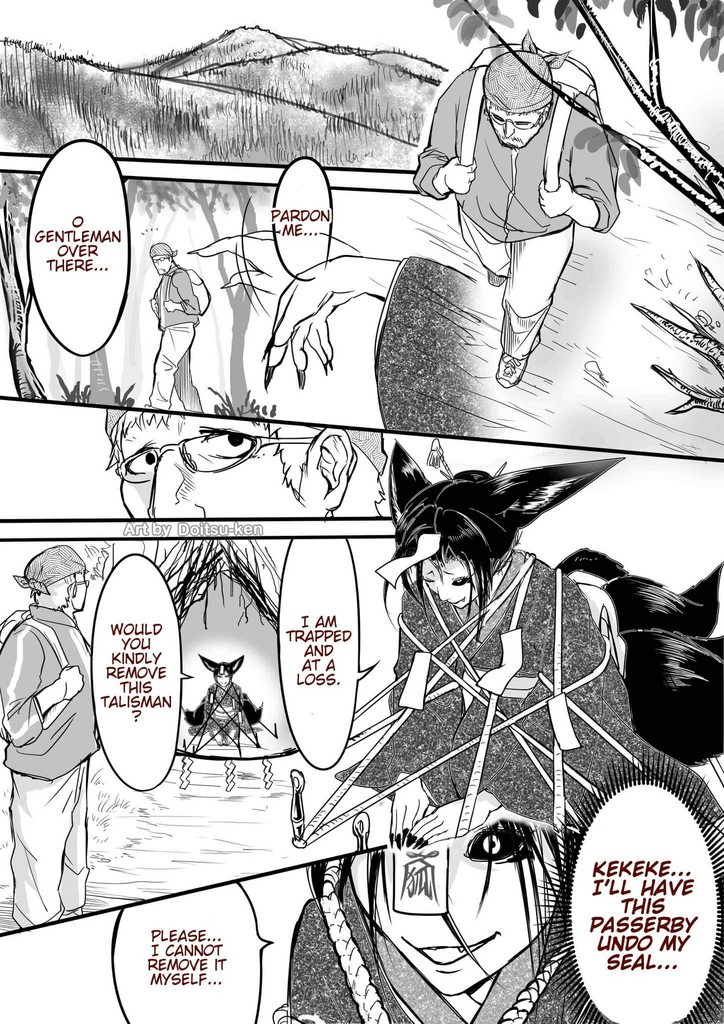 PARDON
ME...
O
GENTLEMAN
OVER
THERE...
Art by Doitsu-ken
I AM
TRAPPED
AND
AT A
LOSS.
WOULD
YOU
KINDLY
REMOVE
THIS
TALISMAN
?
KEKEKE...
I'LL HAVE
THIS
PASSERBY
UNDO MY
SEAL...
PLEASE...
I CANNOT
REMOVE IT
MYSELF...